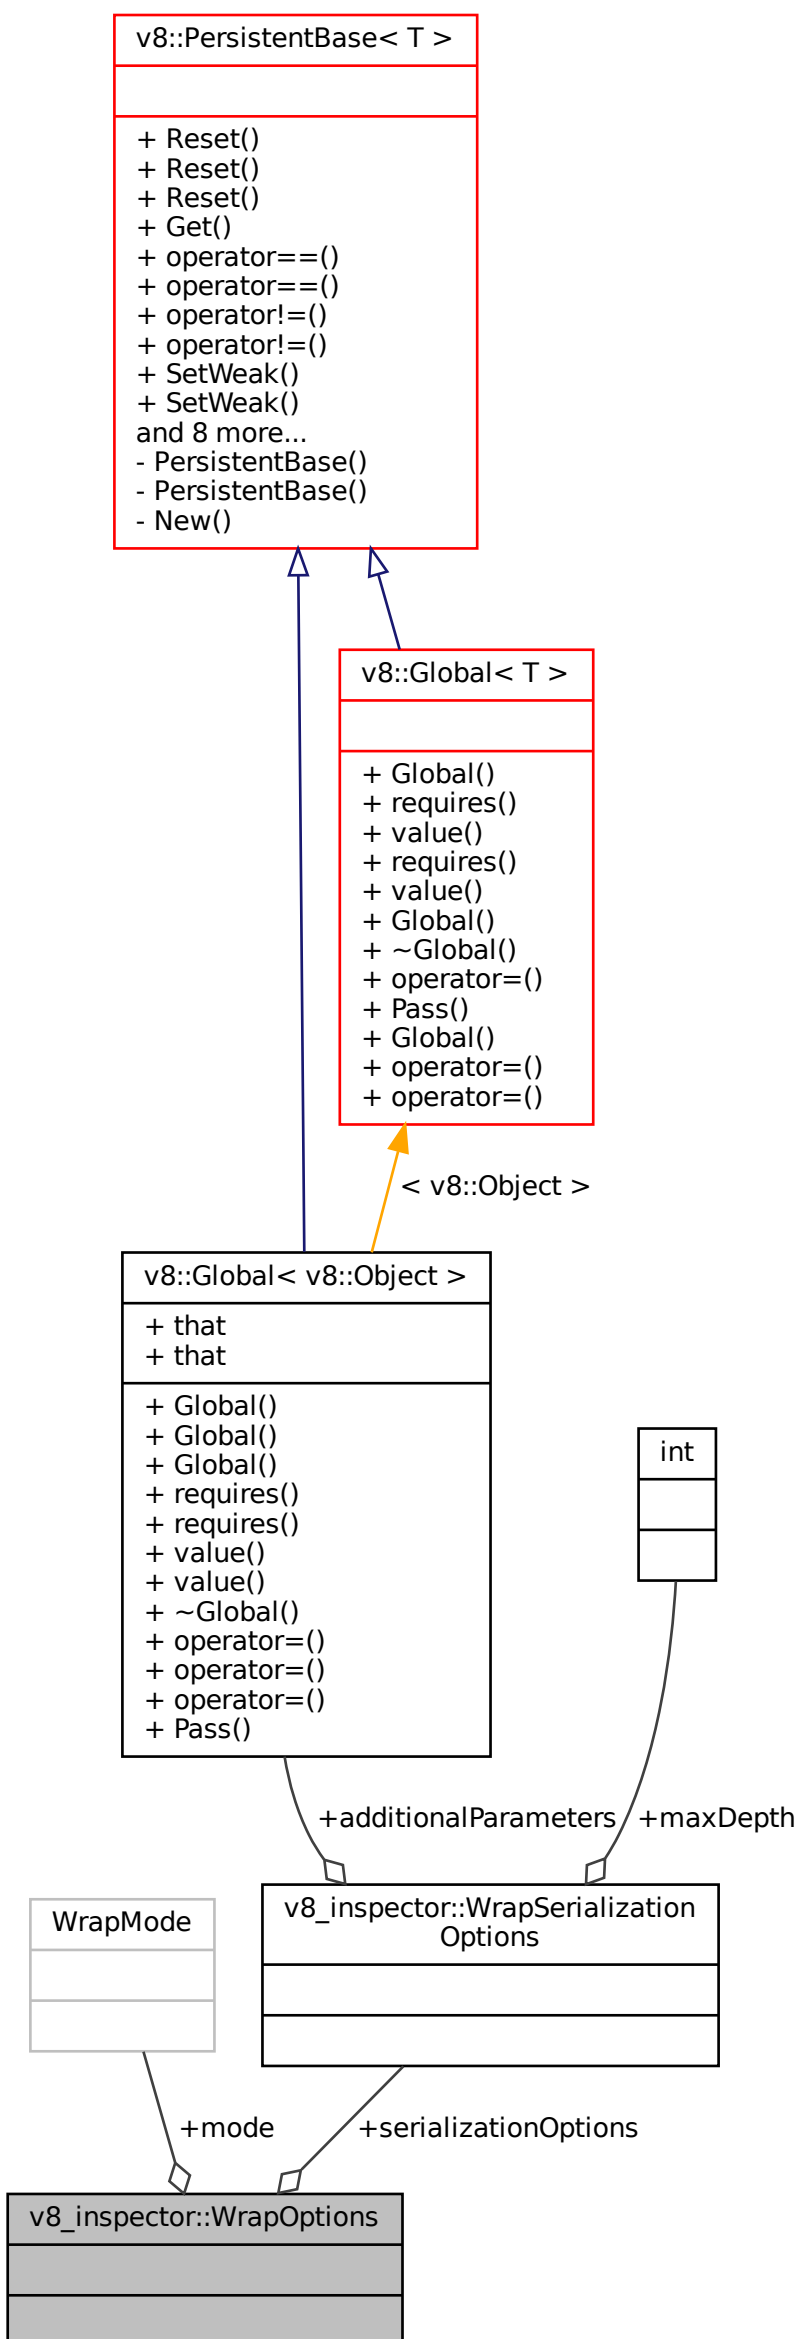 v8::PersistentBase< T >
+ Reset()
+ Reset()
+ Reset()
+ Get()
+ operator==()
+ operator==()
+ operator!=()
+ operator!=()
+ SetWeak()
+ SetWeak()
and 8 more...
- PersistentBase()
- PersistentBase()
- New()
v8::Global< T >
+ Global()
+ requires()
+ value()
+ requires()
+ value()
+ Global()
+ ~Global()
+ operator=()
+ Pass()
+ Global()
+ operator=()
+ operator=()
< v8::Object >
v8::Global< v8::Object >
+ that
+ that
+ Global()
+ Global()
+ Global()
+ requires()
+ requires()
+ value()
+ value()
+ ~Global()
+ operator=()
+ operator=()
+ operator=()
+ Pass()
int
+additionalParameters
+maxDepth
WrapMode
v8_inspector::WrapSerialization
Options
+mode
+serializationOptions
v8_inspector::WrapOptions